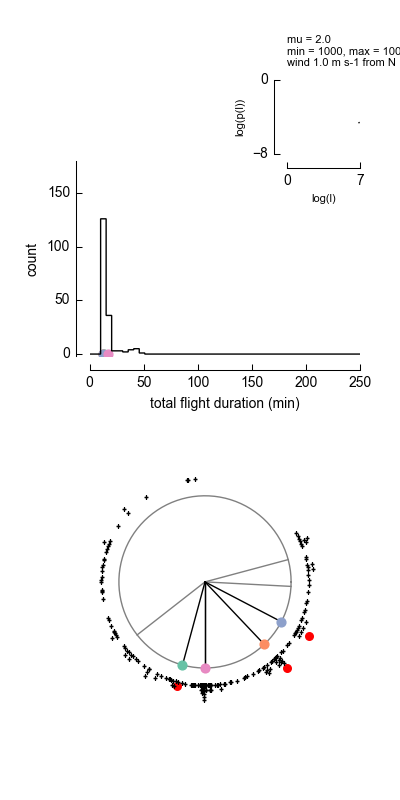 mu = 2.0
min = 1000, max = 100
wind 1.0 m s-1 from N
0
log(p(l))
−8
0 7
log(l)
150
100
count
50
0
0 50 100 150 200 250
total flight duration (min)